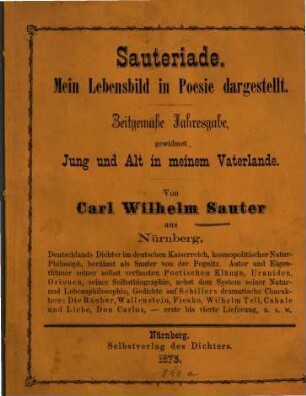 Sauteriade.
Mein Lebensbild in Poesie dargestellt.
Zeitgemäße Jahresgabe,
gewidmet
Jung und Alt in meinem Vaterlande.
Von
Carl Wilhelm Sauter
aus
Nürnberg,
Deutschlands Dichter im deutschen Kaiserreich, kosmopolitischer Natur-
Philosoph, berühmt als Sauter von der Pegnitz. Autor und Eigen-
thümer seiner selbst verfassten Poetischen Klänge, Uraniden,
Orionen, seiner Selbstbiographie, nebst dem System seiner Natur-
und Lebensphilosophie, Gedichte auf Schillers dramatische Charak-
tere: Die Räuber, Wallenstein, Fiesko, Wilhelm Tell, Cabale
und Liebe, Don Carlos, — erste bis vierte Lieferung, u. s. w.
Nürnberg.
Selbstverlag des Dichters.
1875.